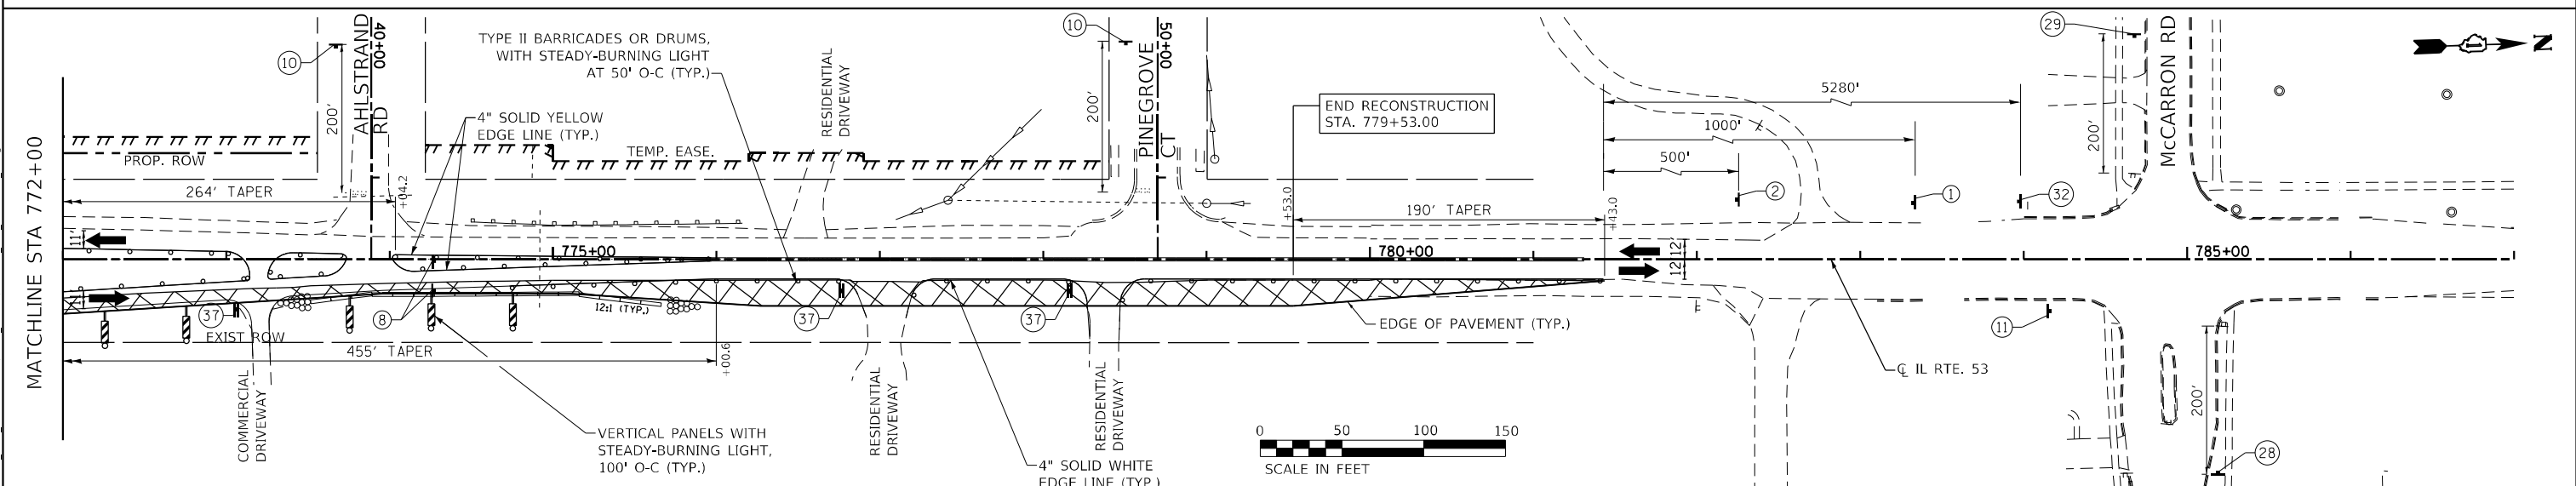 MATCHLINE STA 772+00
PROP. ROW
264' TAPER
11'
11'
EXIST ROW
455' TAPER
10
200'
AHLSTRAND
RD
40+00
+04.2
4" SOLID YELLOW
EDGE LINE (TYP.)
TYPE II BARRICADES OR DRUMS,
WITH STEADY-BURNING LIGHT
AT 50' O-C (TYP.)
TEMP. EASE.
RESIDENTIAL
DRIVEWAY
10
200'
PINEGROVE
CT
50+00
END RECONSTRUCTION
STA. 779+53.00
+53.0
190' TAPER
+43.0
5280'
1000'
500'
2
1
32
29
200'
McCARRON RD
1
N
775+00
780+00
785+00
12'
12'
37
8
12:1 (TYP.)
37
37
+00.6
COMMERCIAL
DRIVEWAY
VERTICAL PANELS WITH
STEADY-BURNING LIGHT,
100' O-C (TYP.)
RESIDENTIAL
DRIVEWAY
4" SOLID WHITE
EDGE LINE (TYP.)
RESIDENTIAL
DRIVEWAY
EDGE OF PAVEMENT (TYP.)
0 50 100 150
SCALE IN FEET
℄ IL RTE. 53
11
200'
28